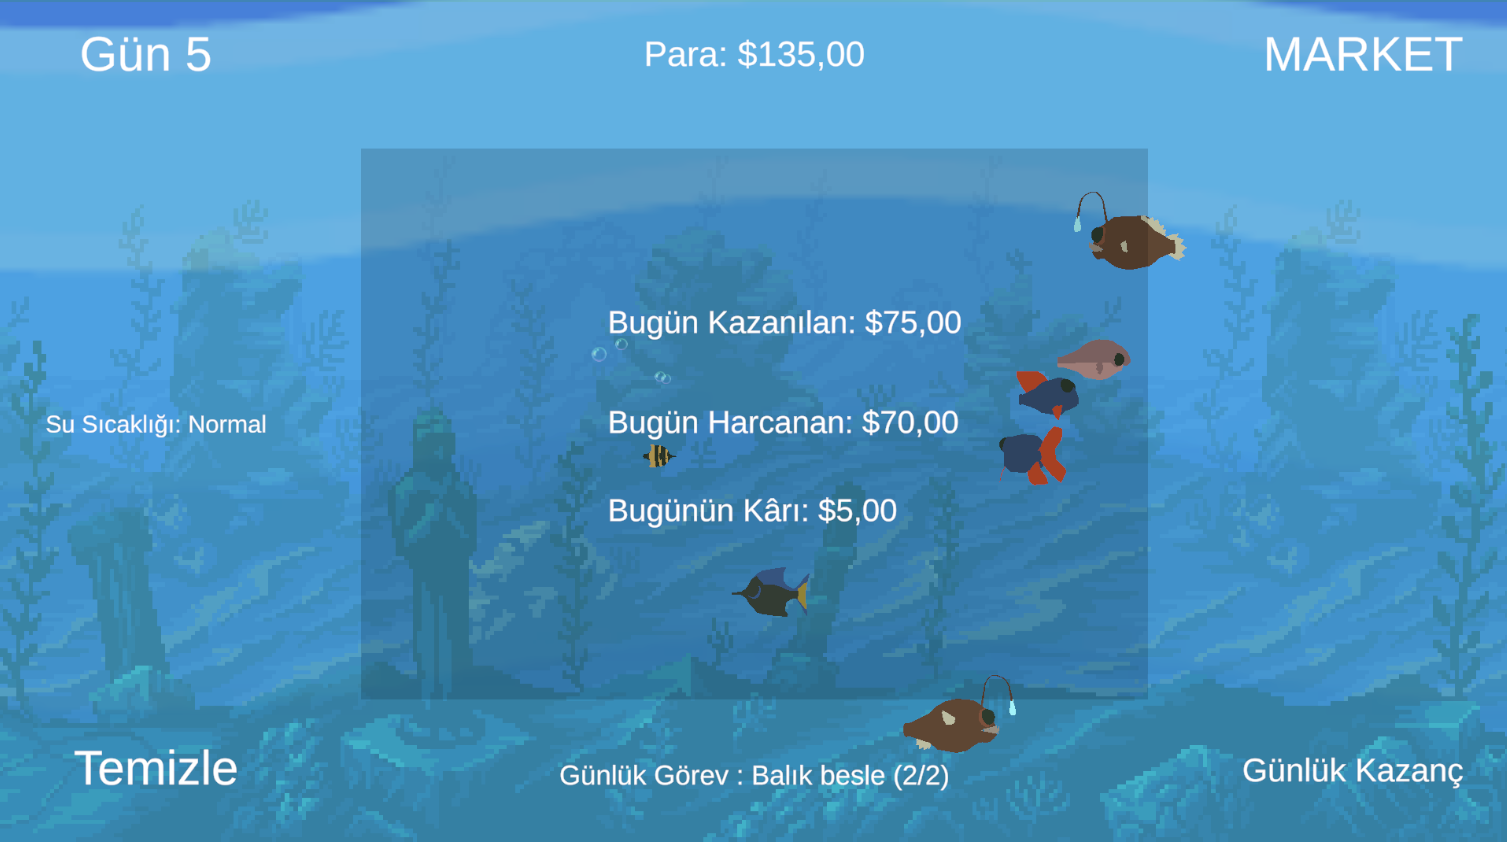 Gün 5
Para: $135,00
MARKET
Bugün Kazanılan: $75,00
Su Sıcaklığı: Normal
Bugün Harcanan: $70,00
Bugünün Kârı: $5,00
Temizle
Günlük Görev : Balık besle (2/2)
Günlük Kazanç